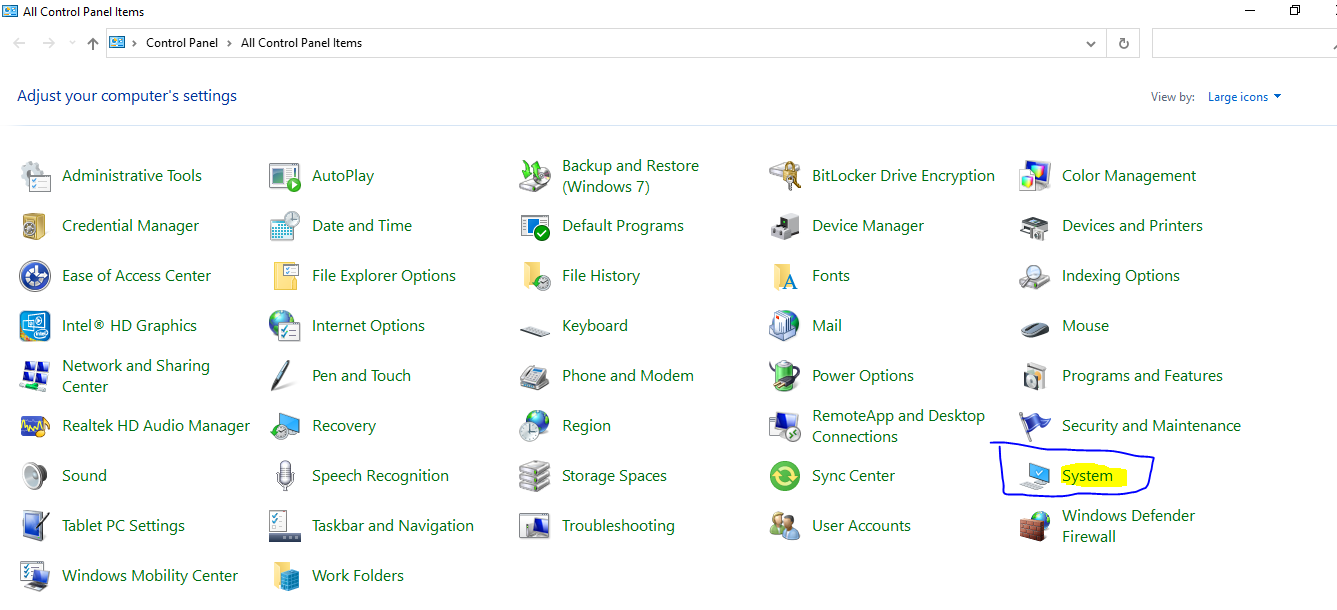 All Control Panel Items
Control Panel > All Control Panel Items
Adjust your computer's settings
View by: Large icons
Administrative Tools
AutoPlay
Backup and Restore
(Windows 7)
BitLocker Drive Encryption
Color Management
Credential Manager
Date and Time
Default Programs
Device Manager
Devices and Printers
Ease of Access Center
File Explorer Options
File History
Fonts
Indexing Options
Intel® HD Graphics
Internet Options
Keyboard
Mail
Mouse
Network and Sharing
Center
Pen and Touch
Phone and Modem
Power Options
Programs and Features
Realtek HD Audio Manager
Recovery
Region
RemoteApp and Desktop
Connections
Security and Maintenance
Sound
Speech Recognition
Storage Spaces
Sync Center
System
Tablet PC Settings
Taskbar and Navigation
Troubleshooting
User Accounts
Windows Defender
Firewall
Windows Mobility Center
Work Folders